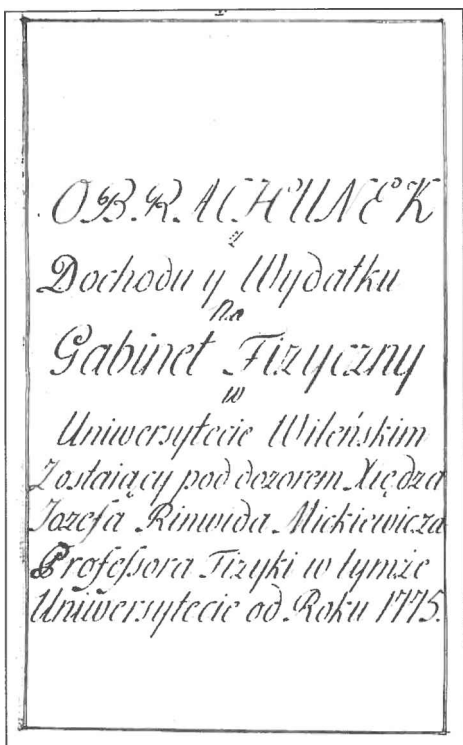 OBRACHUNEK
z
Dochodu y Wydatku
Na
Gabinet Fizyczny
w
Uniwersytecie Wileńskim
Zostaiący pod dozorem Xiędza
Jozefa Rimwida Mickiewicza
Professora Fizyki w tymże
Uniwersytecie od Roku 1775.